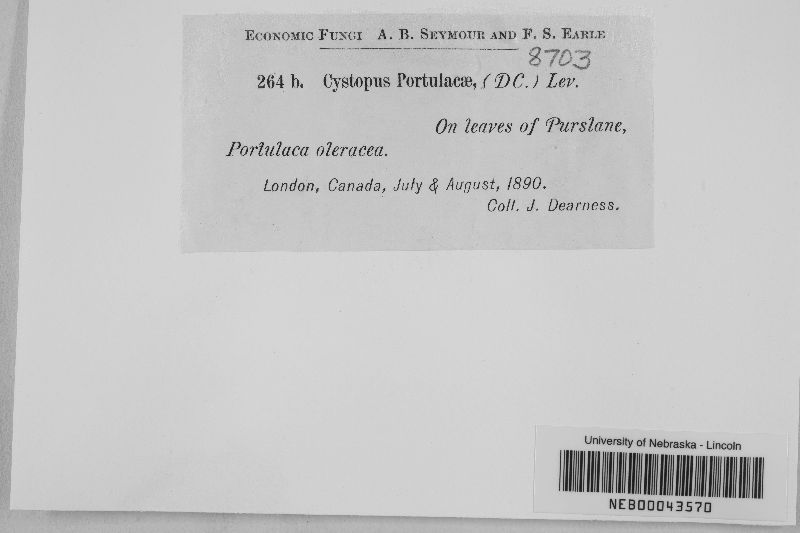 ECONOMIC FUNGI A. B. SEYMOUR AND F. S. EARLE
8703
264 b. Cystopus Portulacæ, (DC.) Lev.
On leaves of Purslane,
Portulaca oleracea.
London, Canada, July & August, 1890.
Coll. J. Dearness.
University of Nebraska - Lincoln
NEB00043570